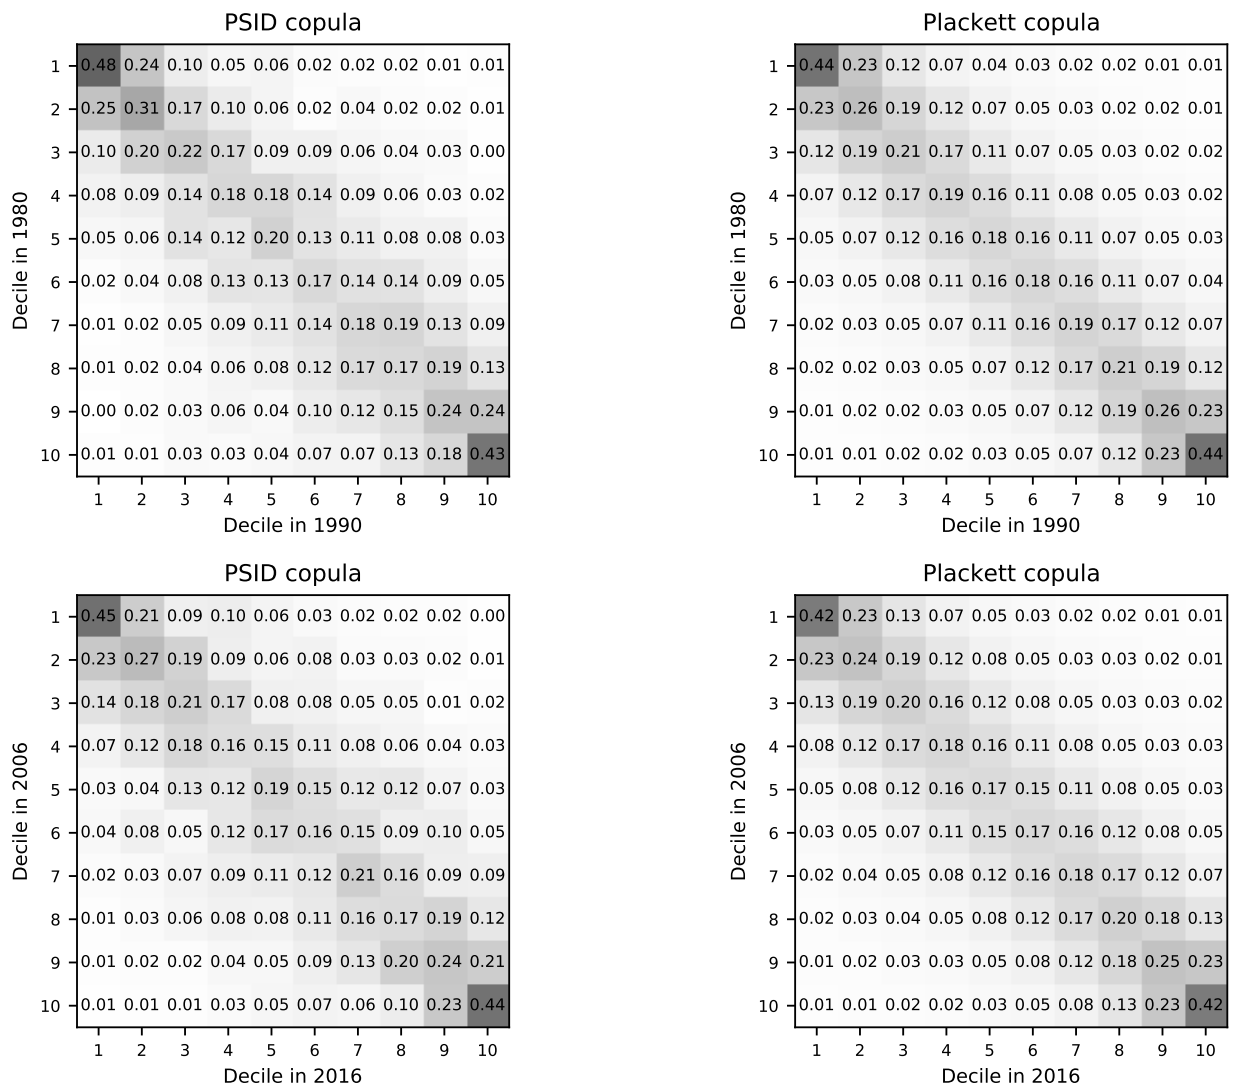 PSID copula
1 0.48 0.24 0.10 0.05 0.06 0.02 0.02 0.02 0.01 0.01
2 0.25 0.31 0.17 0.10 0.06 0.02 0.04 0.02 0.02 0.01
3 0.10 0.20 0.22 0.17 0.09 0.09 0.06 0.04 0.03 0.00
4 0.08 0.09 0.14 0.18 0.18 0.14 0.09 0.06 0.03 0.02
5 0.05 0.06 0.14 0.12 0.20 0.13 0.11 0.08 0.08 0.03
6 0.02 0.04 0.08 0.13 0.13 0.17 0.14 0.14 0.09 0.05
7 0.01 0.02 0.05 0.09 0.11 0.14 0.18 0.19 0.13 0.09
8 0.01 0.02 0.04 0.06 0.08 0.12 0.17 0.17 0.19 0.13
9 0.00 0.02 0.03 0.06 0.04 0.10 0.12 0.15 0.24 0.24
10 0.01 0.01 0.03 0.03 0.04 0.07 0.07 0.13 0.18 0.43
1 2 3 4 5 6 7 8 9 10
Decile in 1990
Decile in 1980
Plackett copula
1 0.44 0.23 0.12 0.07 0.04 0.03 0.02 0.02 0.01 0.01
2 0.23 0.26 0.19 0.12 0.07 0.05 0.03 0.02 0.02 0.01
3 0.12 0.19 0.21 0.17 0.11 0.07 0.05 0.03 0.02 0.02
4 0.07 0.12 0.17 0.19 0.16 0.11 0.08 0.05 0.03 0.02
5 0.05 0.07 0.12 0.16 0.18 0.16 0.11 0.07 0.05 0.03
6 0.03 0.05 0.08 0.11 0.16 0.18 0.16 0.11 0.07 0.04
7 0.02 0.03 0.05 0.07 0.11 0.16 0.19 0.17 0.12 0.07
8 0.02 0.02 0.03 0.05 0.07 0.12 0.17 0.21 0.19 0.12
9 0.01 0.02 0.02 0.03 0.05 0.07 0.12 0.19 0.26 0.23
10 0.01 0.01 0.02 0.02 0.03 0.05 0.07 0.12 0.23 0.44
1 2 3 4 5 6 7 8 9 10
Decile in 1990
Decile in 1980
PSID copula
1 0.45 0.21 0.09 0.10 0.06 0.03 0.02 0.02 0.02 0.00
2 0.23 0.27 0.19 0.09 0.06 0.08 0.03 0.03 0.02 0.01
3 0.14 0.18 0.21 0.17 0.08 0.08 0.05 0.05 0.01 0.02
4 0.07 0.12 0.18 0.16 0.15 0.11 0.08 0.06 0.04 0.03
5 0.03 0.04 0.13 0.12 0.19 0.15 0.12 0.12 0.07 0.03
6 0.04 0.08 0.05 0.12 0.17 0.16 0.15 0.09 0.10 0.05
7 0.02 0.03 0.07 0.09 0.11 0.12 0.21 0.16 0.09 0.09
8 0.01 0.03 0.06 0.08 0.08 0.11 0.16 0.17 0.19 0.12
9 0.01 0.02 0.02 0.04 0.05 0.09 0.13 0.20 0.24 0.21
10 0.01 0.01 0.01 0.03 0.05 0.07 0.06 0.10 0.23 0.44
1 2 3 4 5 6 7 8 9 10
Decile in 2016
Decile in 2006
Plackett copula
1 0.42 0.23 0.13 0.07 0.05 0.03 0.02 0.02 0.01 0.01
2 0.23 0.24 0.19 0.12 0.08 0.05 0.03 0.03 0.02 0.01
3 0.13 0.19 0.20 0.16 0.12 0.08 0.05 0.03 0.03 0.02
4 0.08 0.12 0.17 0.18 0.16 0.11 0.08 0.05 0.03 0.03
5 0.05 0.08 0.12 0.16 0.17 0.15 0.11 0.08 0.05 0.03
6 0.03 0.05 0.07 0.11 0.15 0.17 0.16 0.12 0.08 0.05
7 0.02 0.04 0.05 0.08 0.12 0.16 0.18 0.17 0.12 0.07
8 0.02 0.03 0.04 0.05 0.08 0.12 0.17 0.20 0.18 0.13
9 0.01 0.02 0.03 0.03 0.05 0.08 0.12 0.18 0.25 0.23
10 0.01 0.01 0.02 0.02 0.03 0.05 0.08 0.13 0.23 0.42
1 2 3 4 5 6 7 8 9 10
Decile in 2016
Decile in 2006